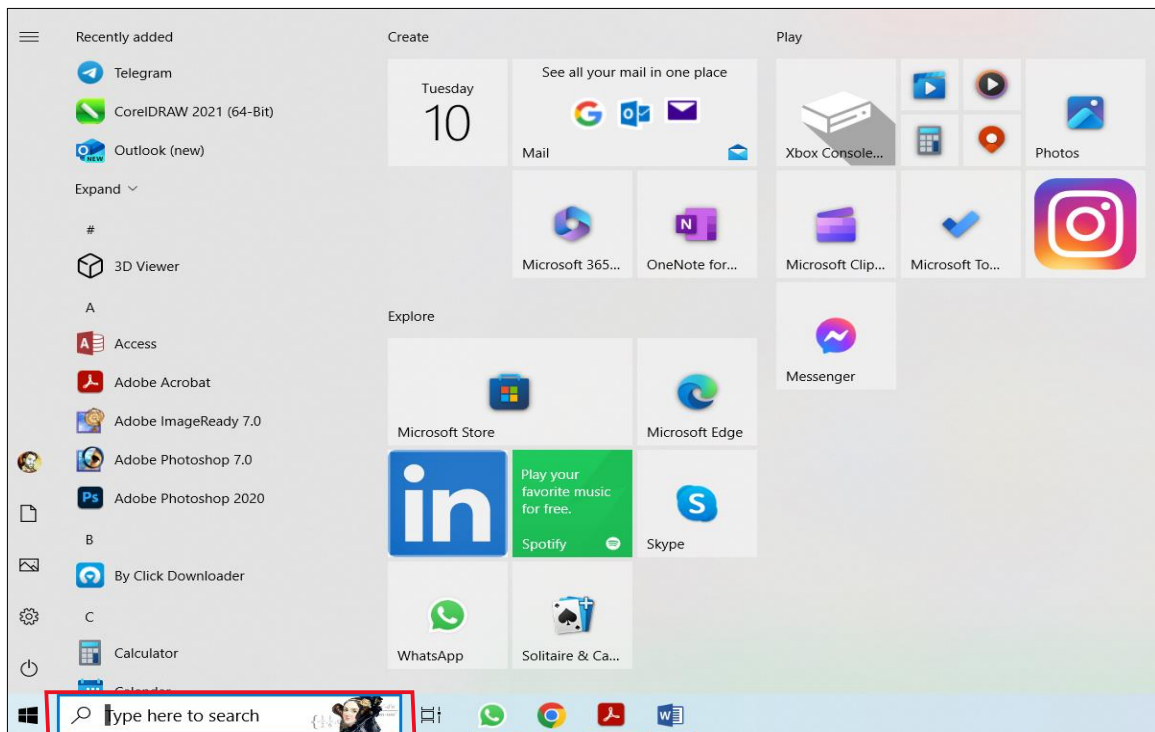 Recently added
Telegram
CorelDRAW 2021 (64-Bit)
Outlook (new)
Expand
#
3D Viewer
A
Access
Adobe Acrobat
Adobe ImageReady 7.0
Adobe Photoshop 7.0
Adobe Photoshop 2020
B
By Click Downloader
C
Calculator
Calendar
Create
Tuesday
10
See all your mail in one place
Mail
Microsoft 365...
OneNote for...
Explore
Microsoft Store
Microsoft Edge
in
Play your
favorite music
for free.
Spotify
Skype
WhatsApp
Solitaire & Ca...
Play
Xbox Console...
Photos
Microsoft Clip...
Microsoft To...
Messenger
Type here to search